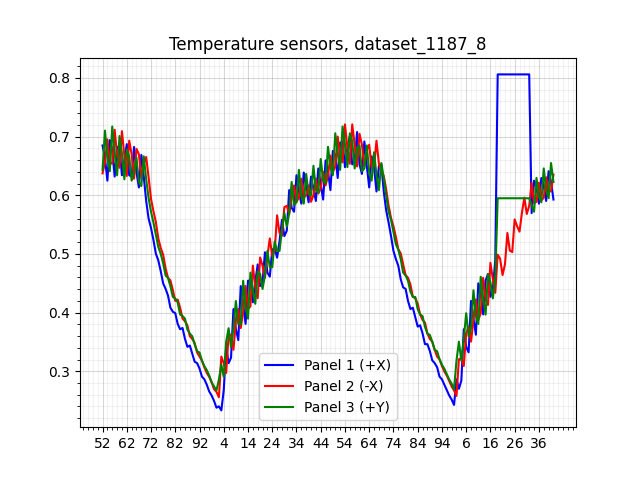 Temperature sensors, dataset_1187_8
0.8
0.7
0.6
0.5
0.4
0.3
Panel 1 (+X)
Panel 2 (-X)
Panel 3 (+Y)
52 62 72 82 92 4 14 24 34 44 54 64 74 84 94 6 16 26 36